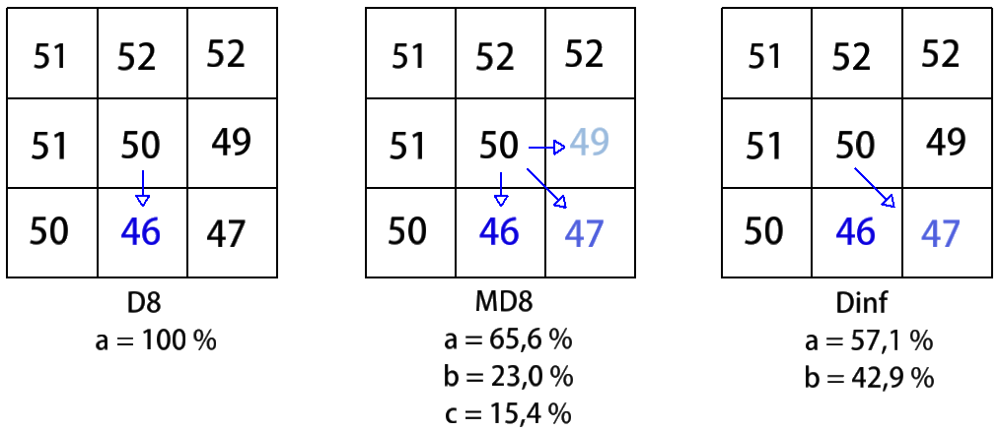 51 52 52
51 50 49
50 46 47
D8
a = 100 %
51 52 52
51 50 49
50 46 47
MD8
a = 65,6 %
b = 23,0 %
c = 15,4 %
51 52 52
51 50 49
50 46 47
Dinf
a = 57,1 %
b = 42,9 %